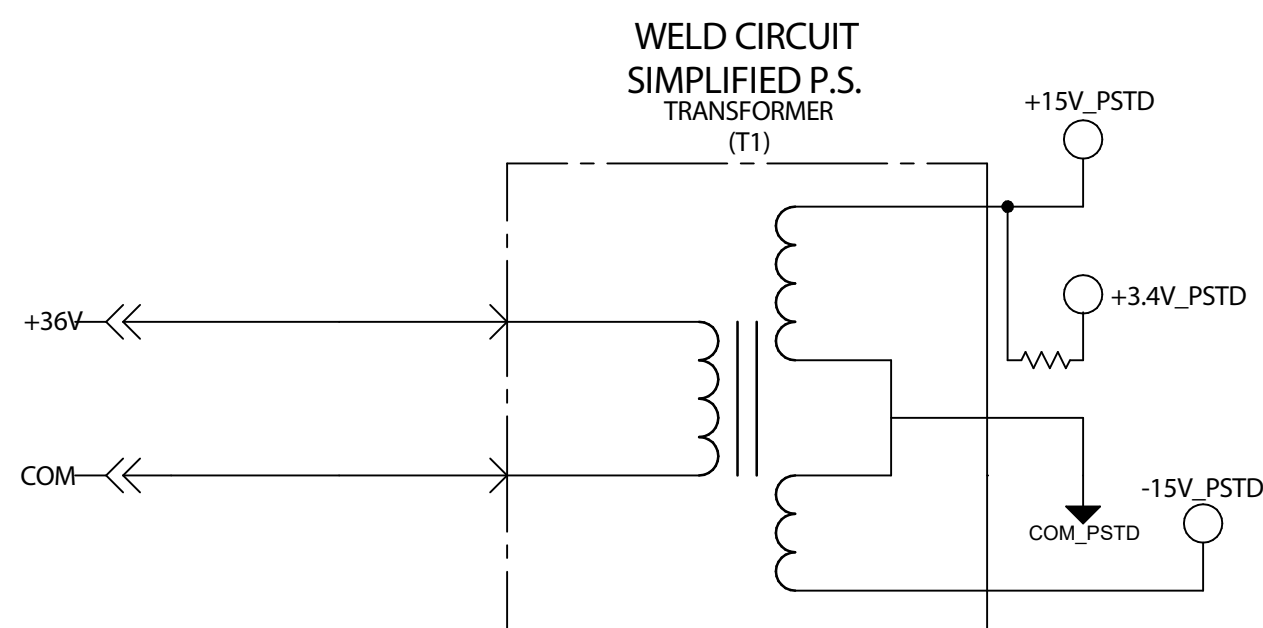 WELD CIRCUIT
SIMPLIFIED P.S.
TRANSFORMER
(T1)
+15V_PSTD
+3.4V_PSTD
+36V
COM
-15V_PSTD
COM_PSTD